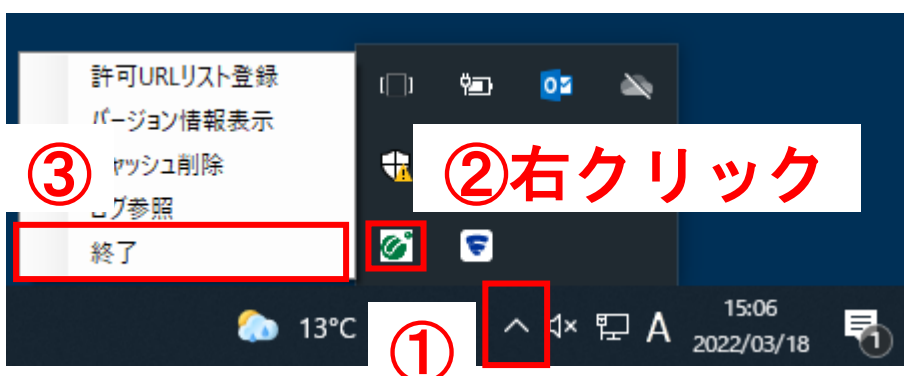 許可URLリスト登録
バージョン情報表示
ャッシュ削除
グ参照
終了
③
②右クリック
①
13°C
A
15:06
2022/03/18
1